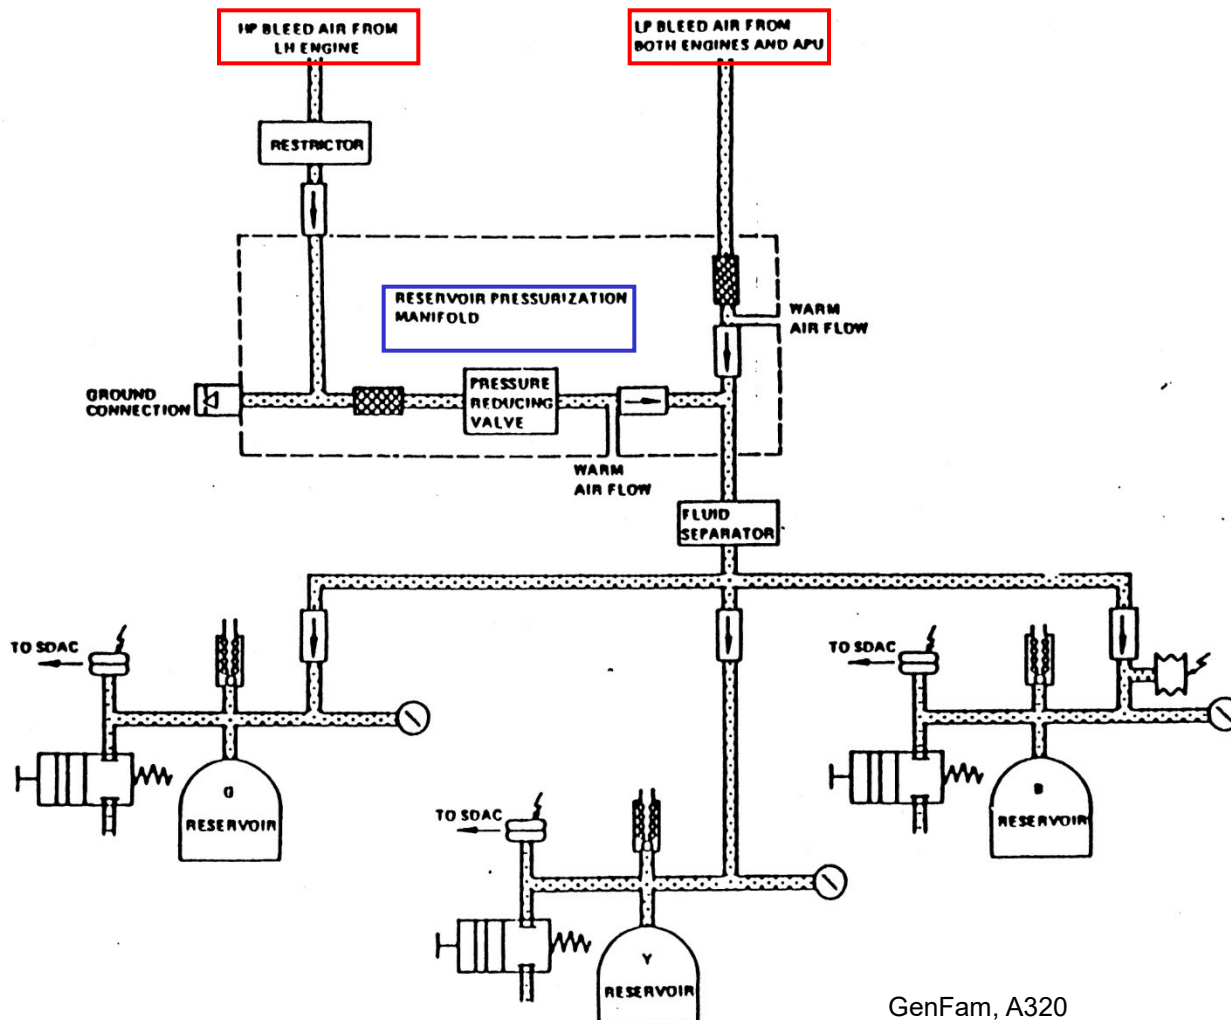 HP BLEED AIR FROM
LH ENGINE
LP BLEED AIR FROM
BOTH ENGINES AND APU
RESTRICTOR
RESERVOIR PRESSURIZATION
MANIFOLD
WARM
AIR FLOW
GROUND
CONNECTION
PRESSURE
REDUCING
VALVE
WARM
AIR FLOW
FLUID
SEPARATOR
TO SDAC
TO SDAC
G
RESERVOIR
B
RESERVOIR
TO SDAC
Y
RESERVOIR
GenFam, A320